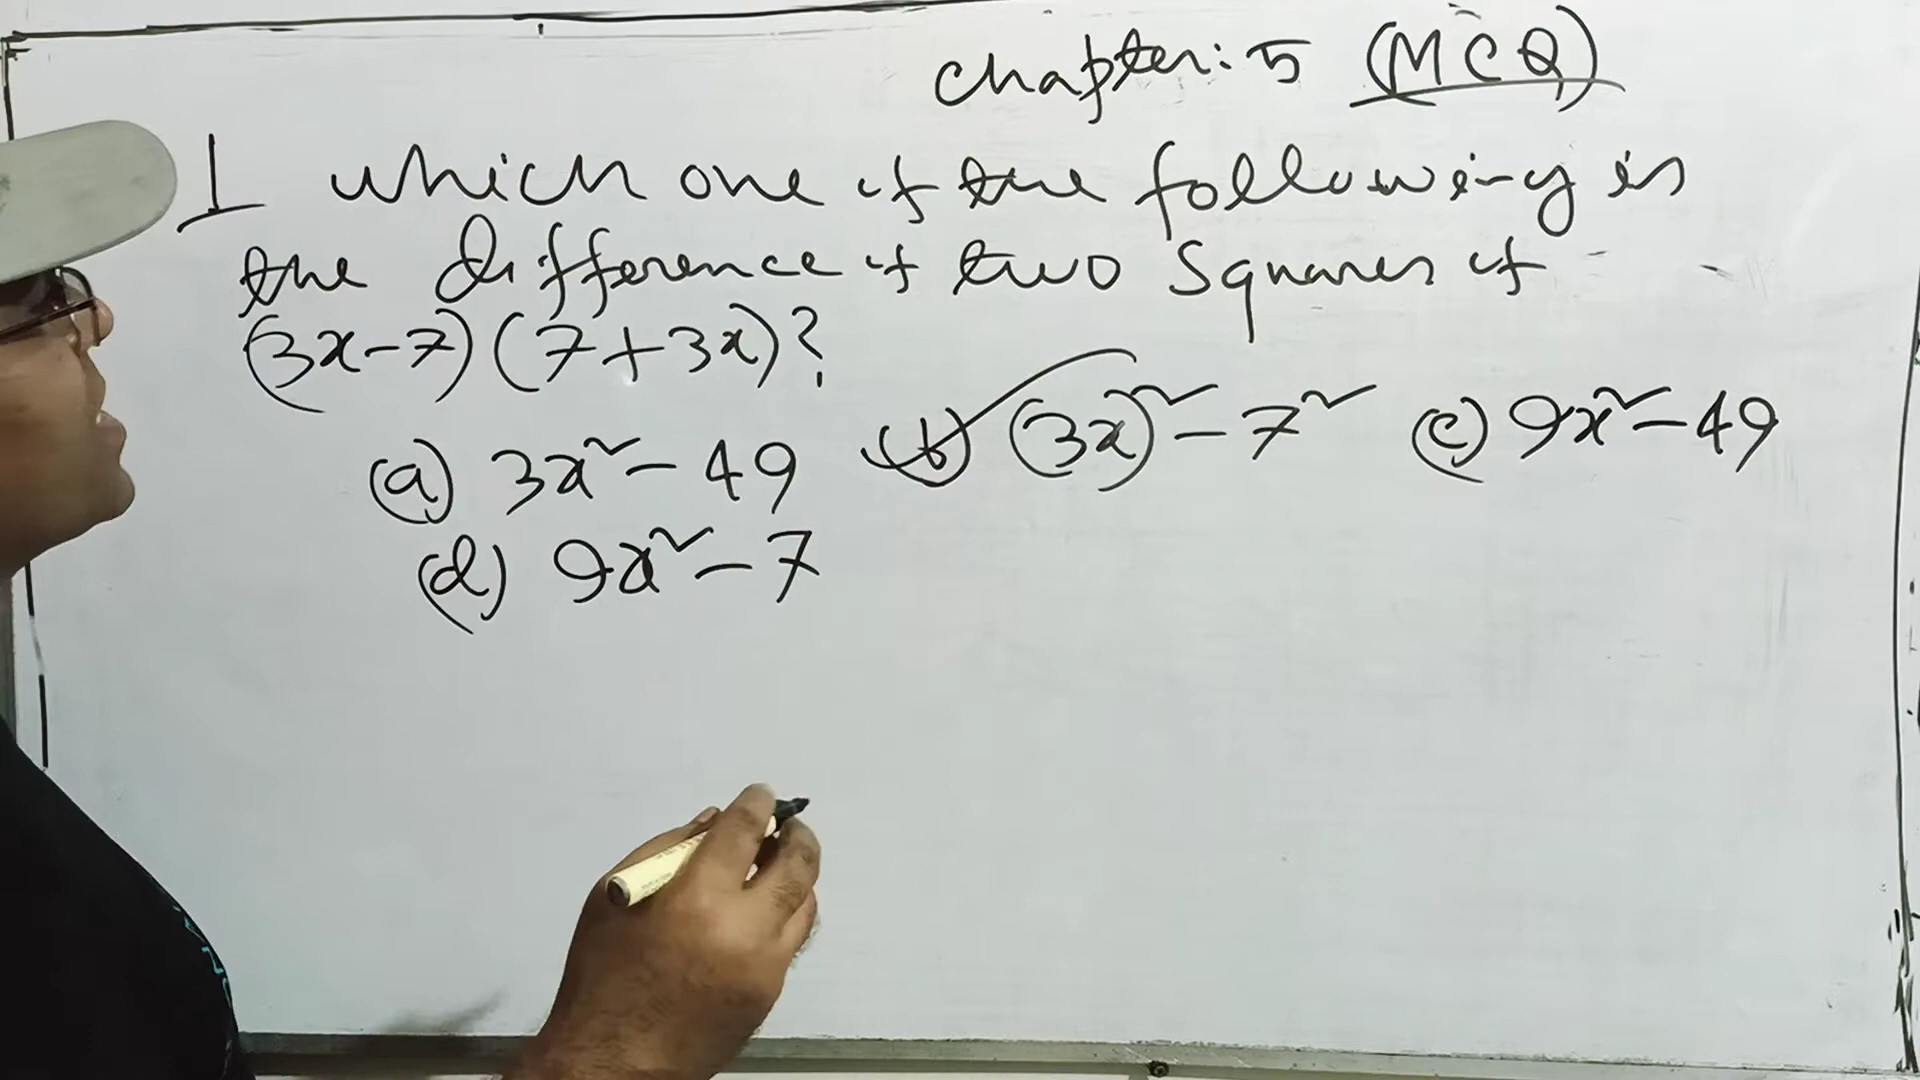 Chapter: 5 (MCQ)
1 which one of the following is
the difference of two squares of
(3x-7)(7+3x)?
(a) 3x²-49 (b) (3x)²-7² (c) 9x²-49
(d) 9x²-7